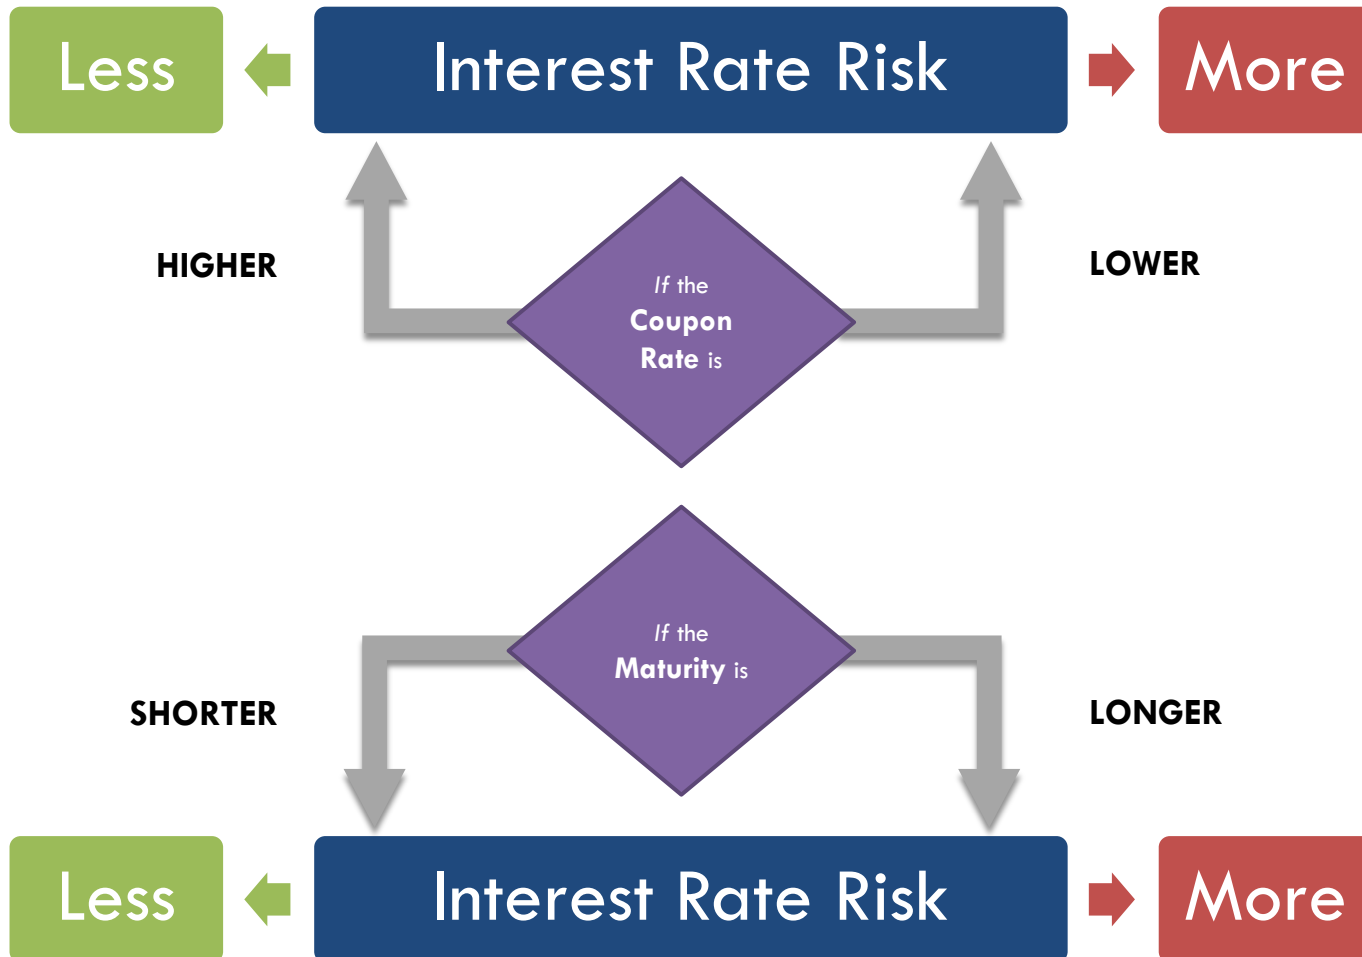 Less
Interest Rate Risk
More
HIGHER
LOWER
If the
Coupon
Rate is
If the
Maturity is
SHORTER
LONGER
Less
Interest Rate Risk
More